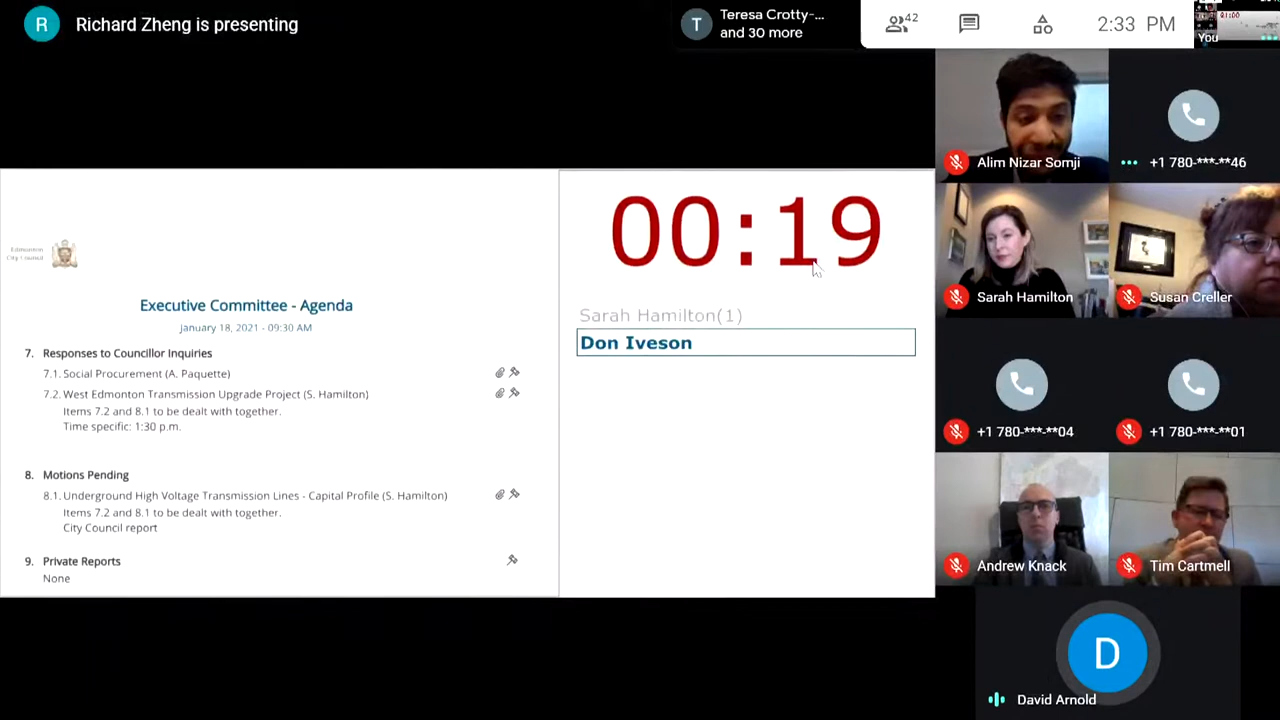 R
Richard Zheng is presenting
T
Teresa Crotty-...
and 30 more
42
2:33 PM
You
Edmonton
City Council
Executive Committee - Agenda
January 18, 2021 - 09:30 AM
7. Responses to Councillor Inquiries
7.1. Social Procurement (A. Paquette)
7.2. West Edmonton Transmission Upgrade Project (S. Hamilton)
Items 7.2 and 8.1 to be dealt with together.
Time specific: 1:30 p.m.
8. Motions Pending
8.1. Underground High Voltage Transmission Lines - Capital Profile (S. Hamilton)
Items 7.2 and 8.1 to be dealt with together.
City Council report
9. Private Reports
None
00:19
Sarah Hamilton(1)
Don Iveson
Alim Nizar Somji
+1 780-***-**46
Sarah Hamilton
Susan Creller
+1 780-***-**04
+1 780-***-**01
Andrew Knack
Tim Cartmell
D
David Arnold